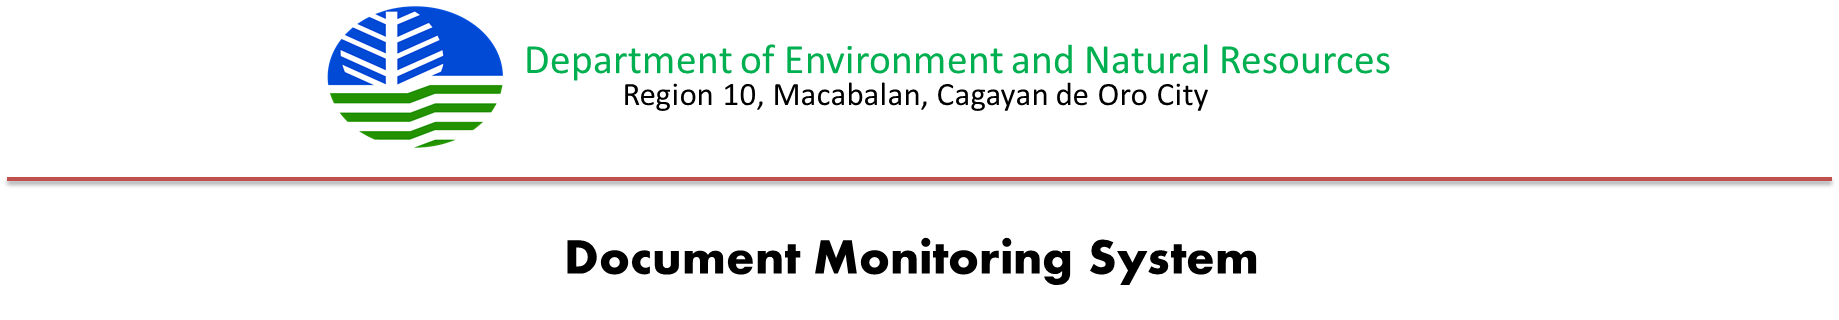 Department of Environment and Natural Resources
Region 10, Macabalan, Cagayan de Oro City
Document Monitoring System